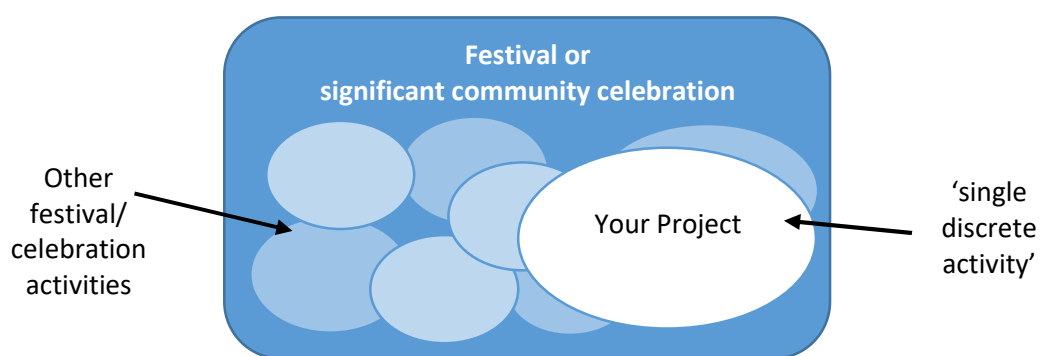 Festival or
significant community celebration
Other
festival/
celebration
activities
Your Project
‘single
discrete
activity’